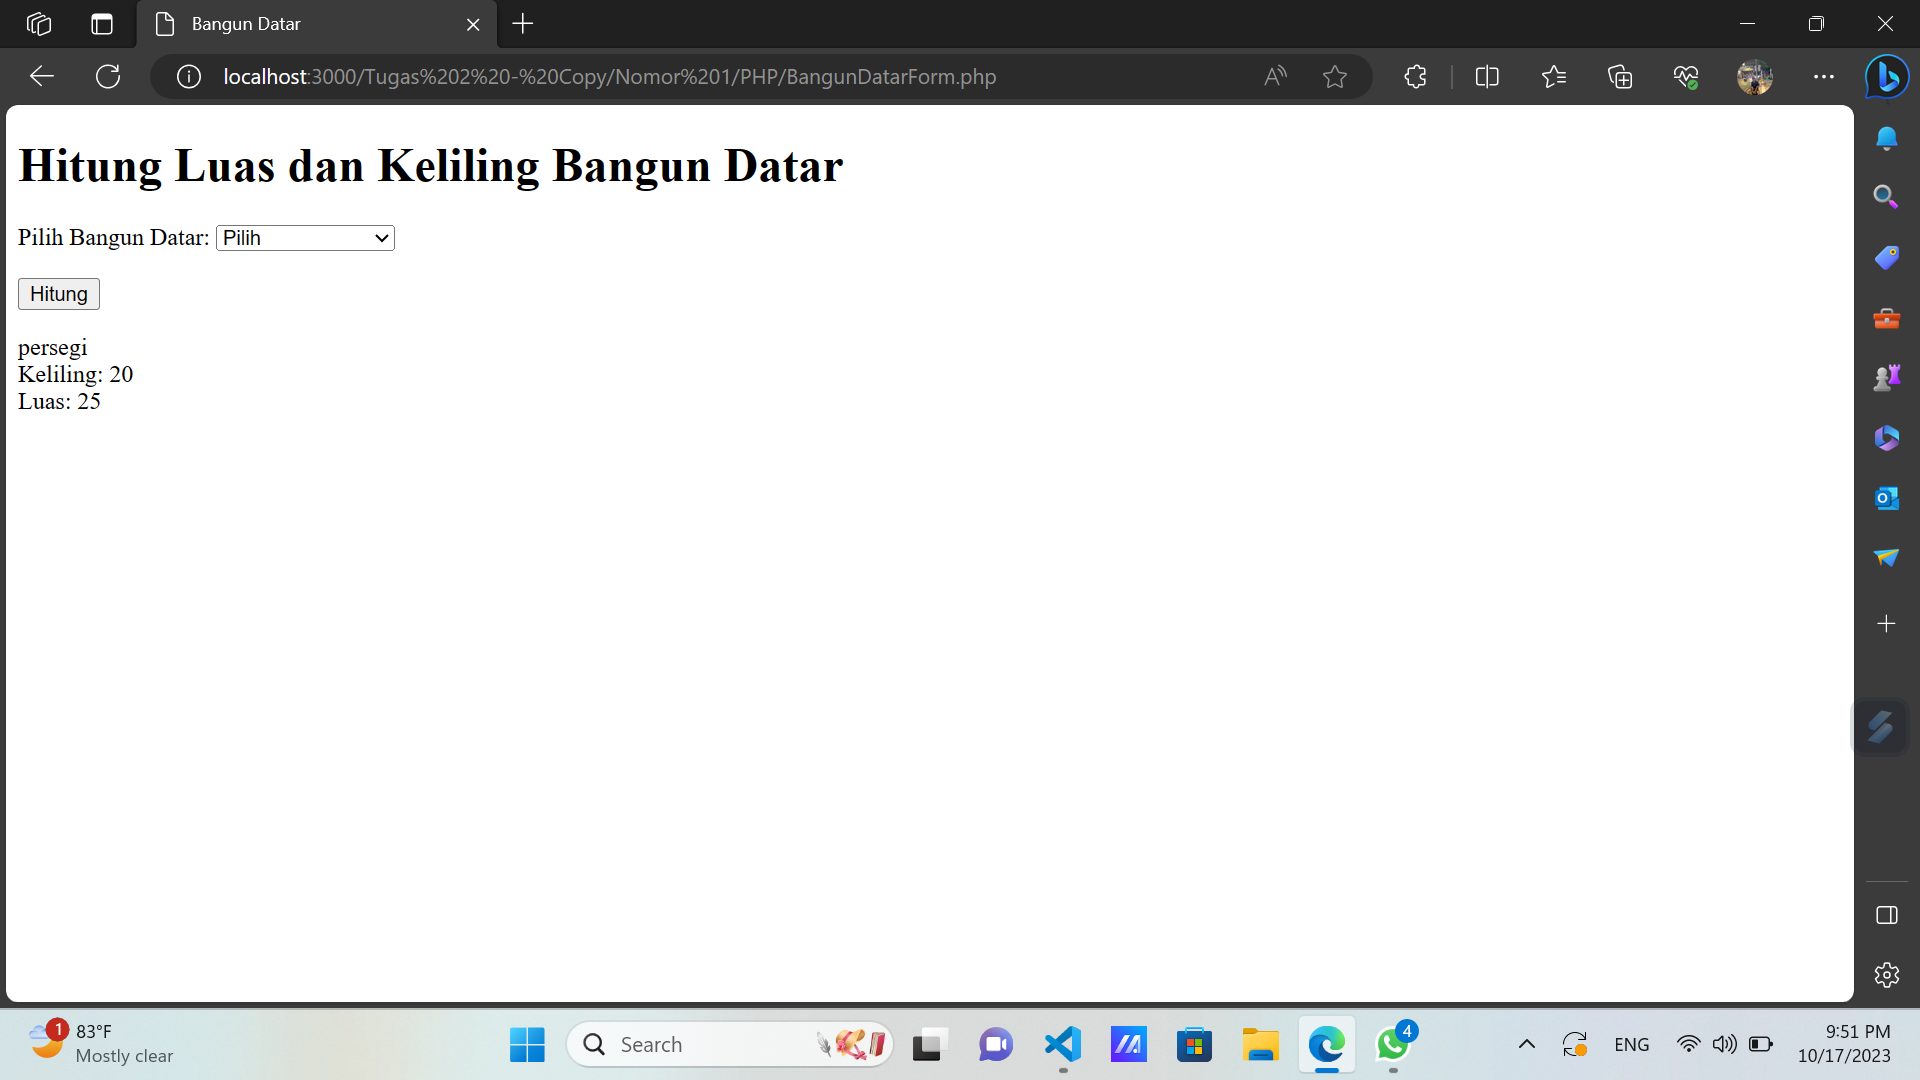 Bangun Datar
localhost:3000/Tugas%202%20-%20Copy/Nomor%201/PHP/BangunDatarForm.php
Hitung Luas dan Keliling Bangun Datar
Pilih Bangun Datar: Pilih
Hitung
persegi
Keliling: 20
Luas: 25
1
83°F
Mostly clear
Search
4
ENG
9:51 PM
10/17/2023